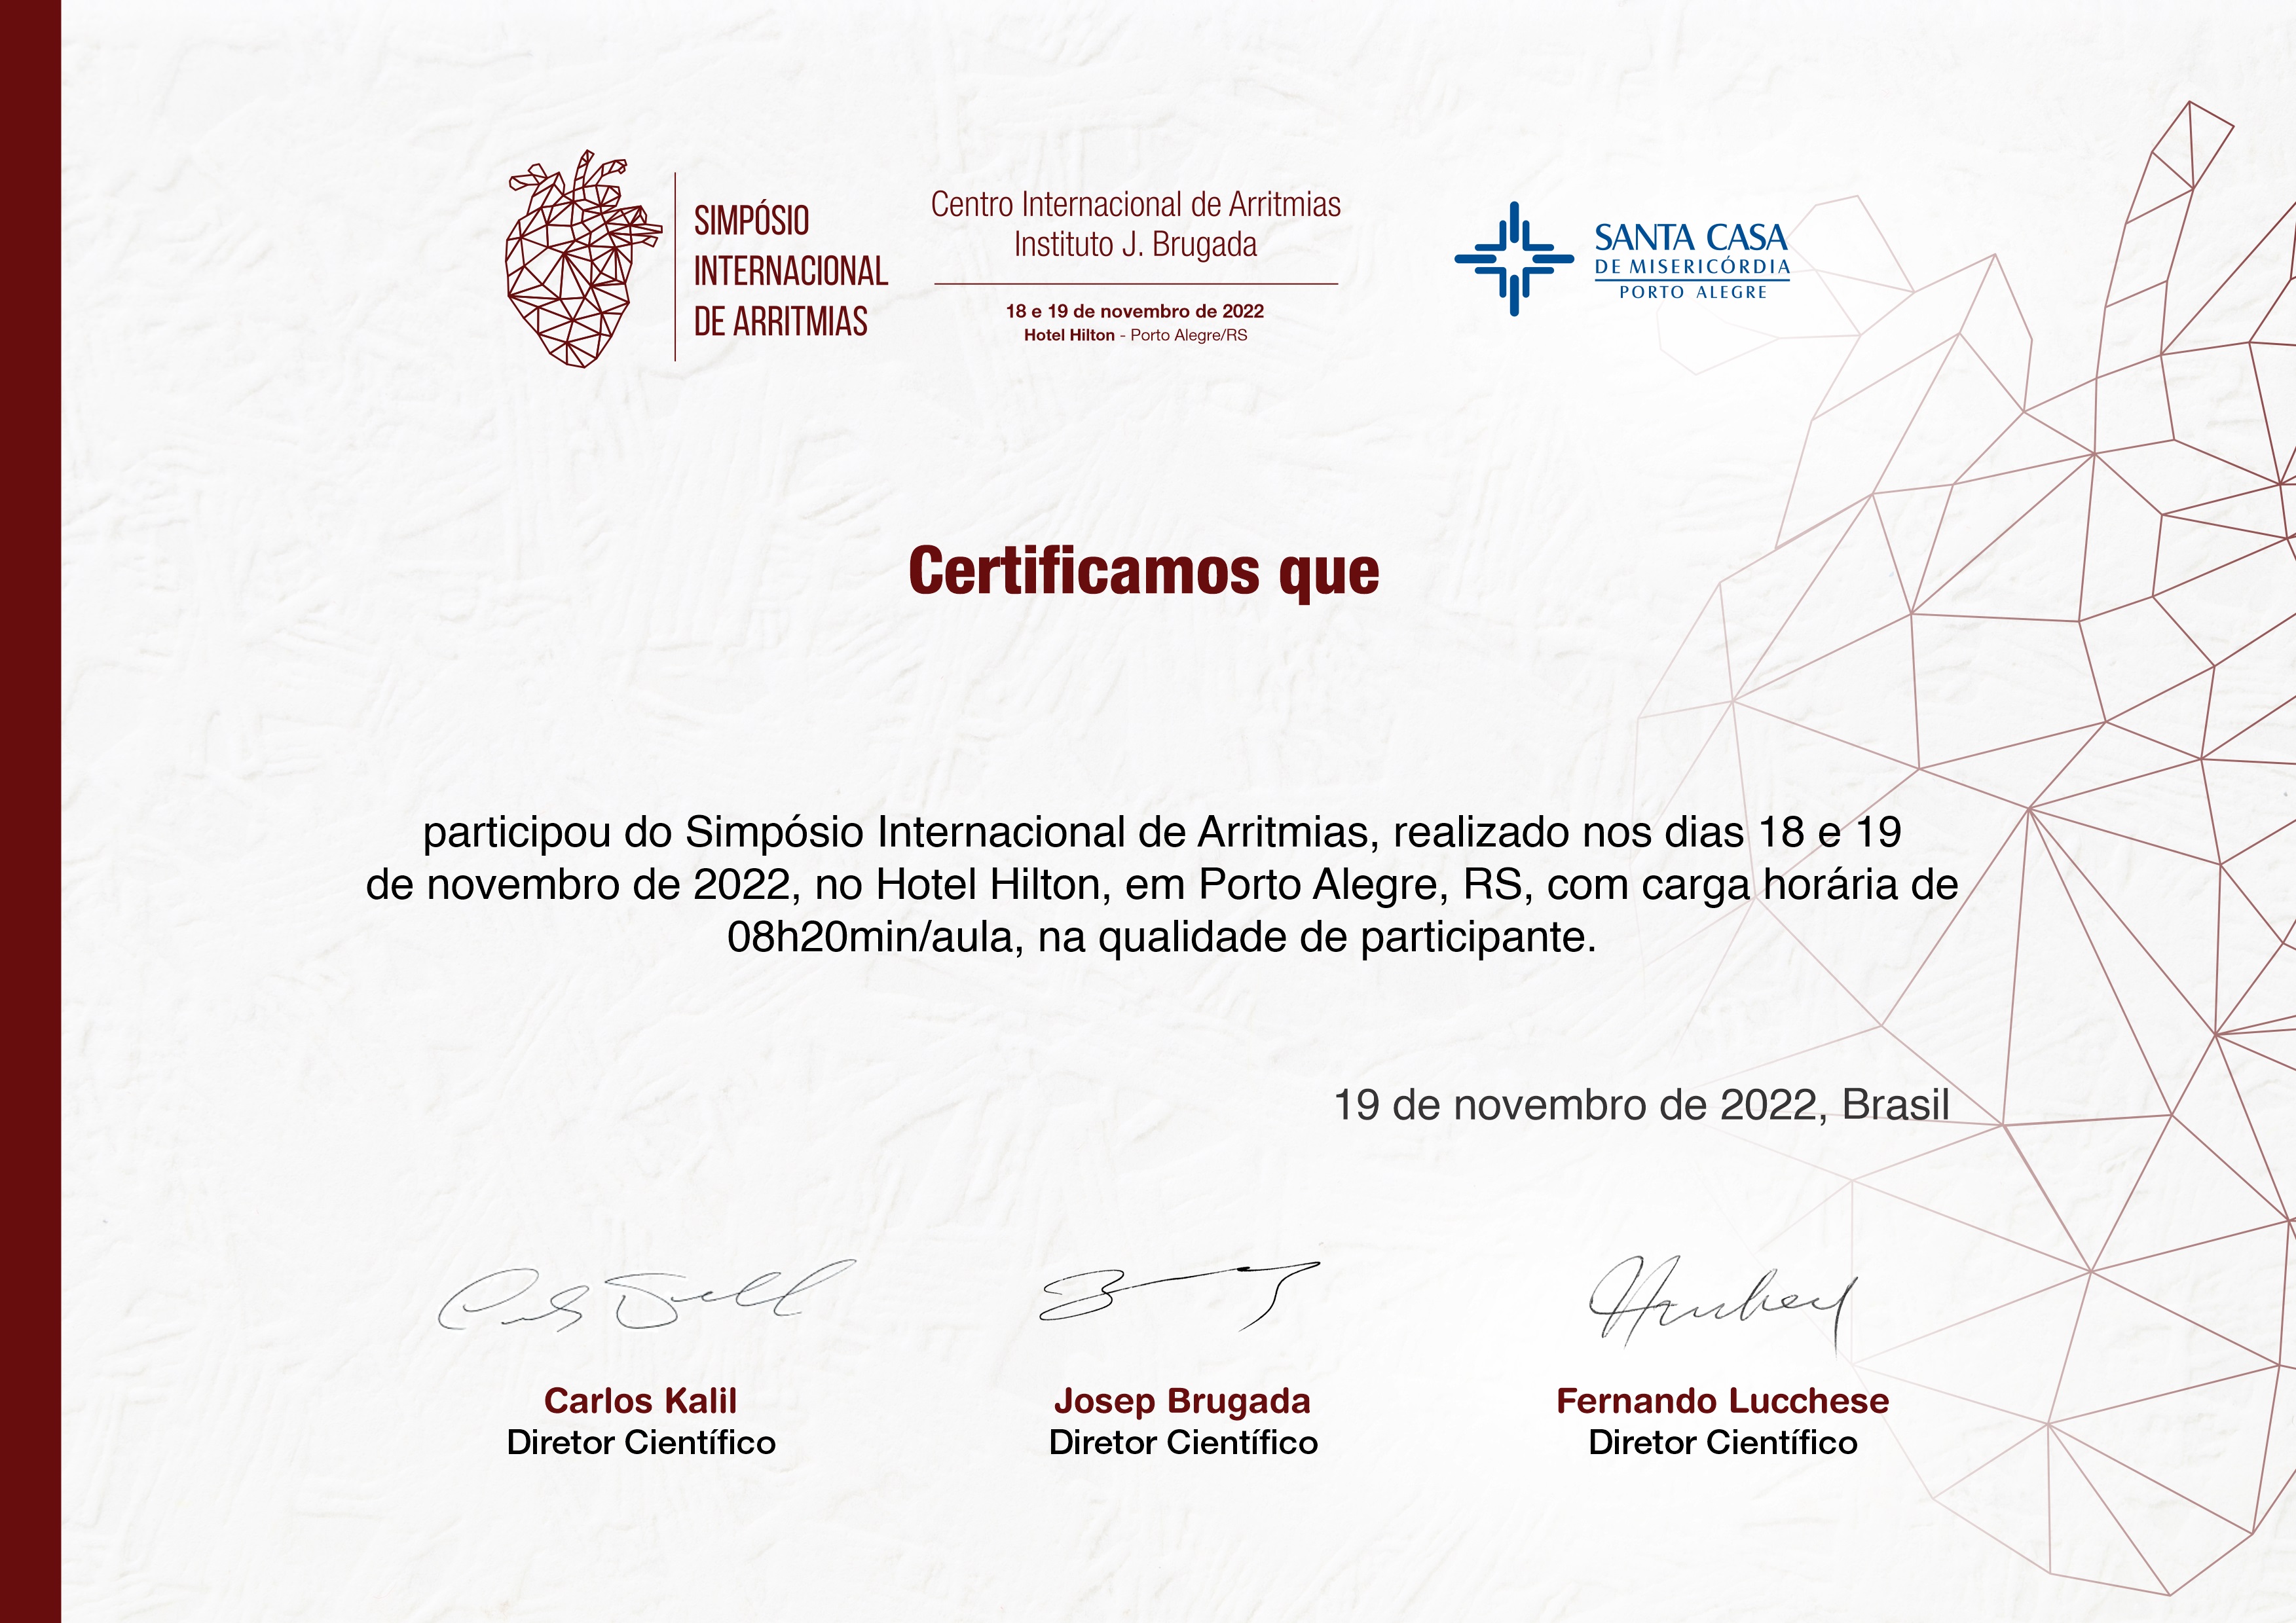 SIMPÓSIO
INTERNACIONAL
DE ARRITMIAS
Centro Internacional de Arritmias
Instituto J. Brugada
18 e 19 de novembro de 2022
Hotel Hilton - Porto Alegre/RS
SANTA CASA
DE MISERICÓRDIA
PORTO ALEGRE
Certificamos que
participou do Simpósio Internacional de Arritmias, realizado nos dias 18 e 19
de novembro de 2022, no Hotel Hilton, em Porto Alegre, RS, com carga horária de
08h20min/aula, na qualidade de participante.
19 de novembro de 2022, Brasil
Carlos Kalil
Diretor Científico
Josep Brugada
Diretor Científico
Fernando Lucchese
Diretor Científico